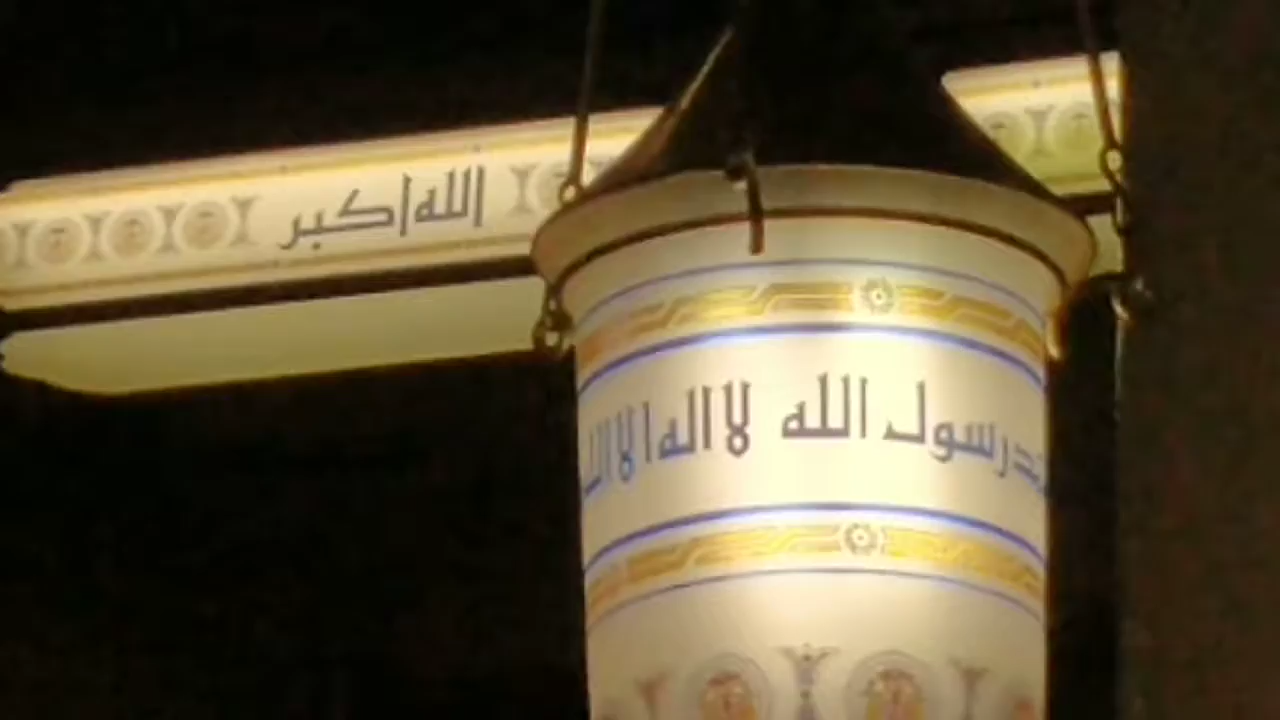 الله اكبر
رسول الله لا اله الا